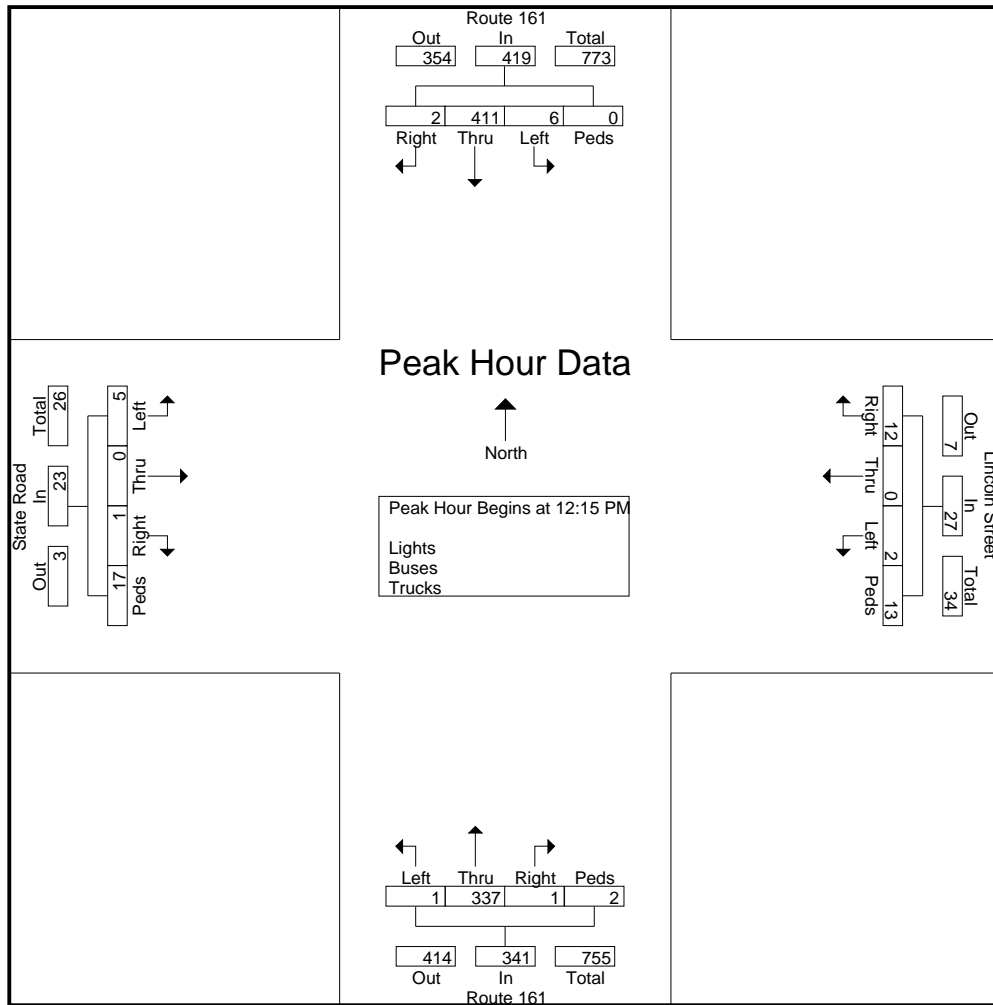 Route 161
Out In Total
354 419 773
2 411 6 0
Right Thru Left Peds
Peak Hour Data
North
Peak Hour Begins at 12:15 PM
Lights
Buses
Trucks
State Road
Total In Out
26 23 3
5 0 1 17
Left Thru Right Peds
Right Thru Left Peds
12 0 2 13
Out In Total
7 27 34
Lincoln Street
Left Thru Right Peds
1 337 1 2
414 341 755
Out In Total
Route 161